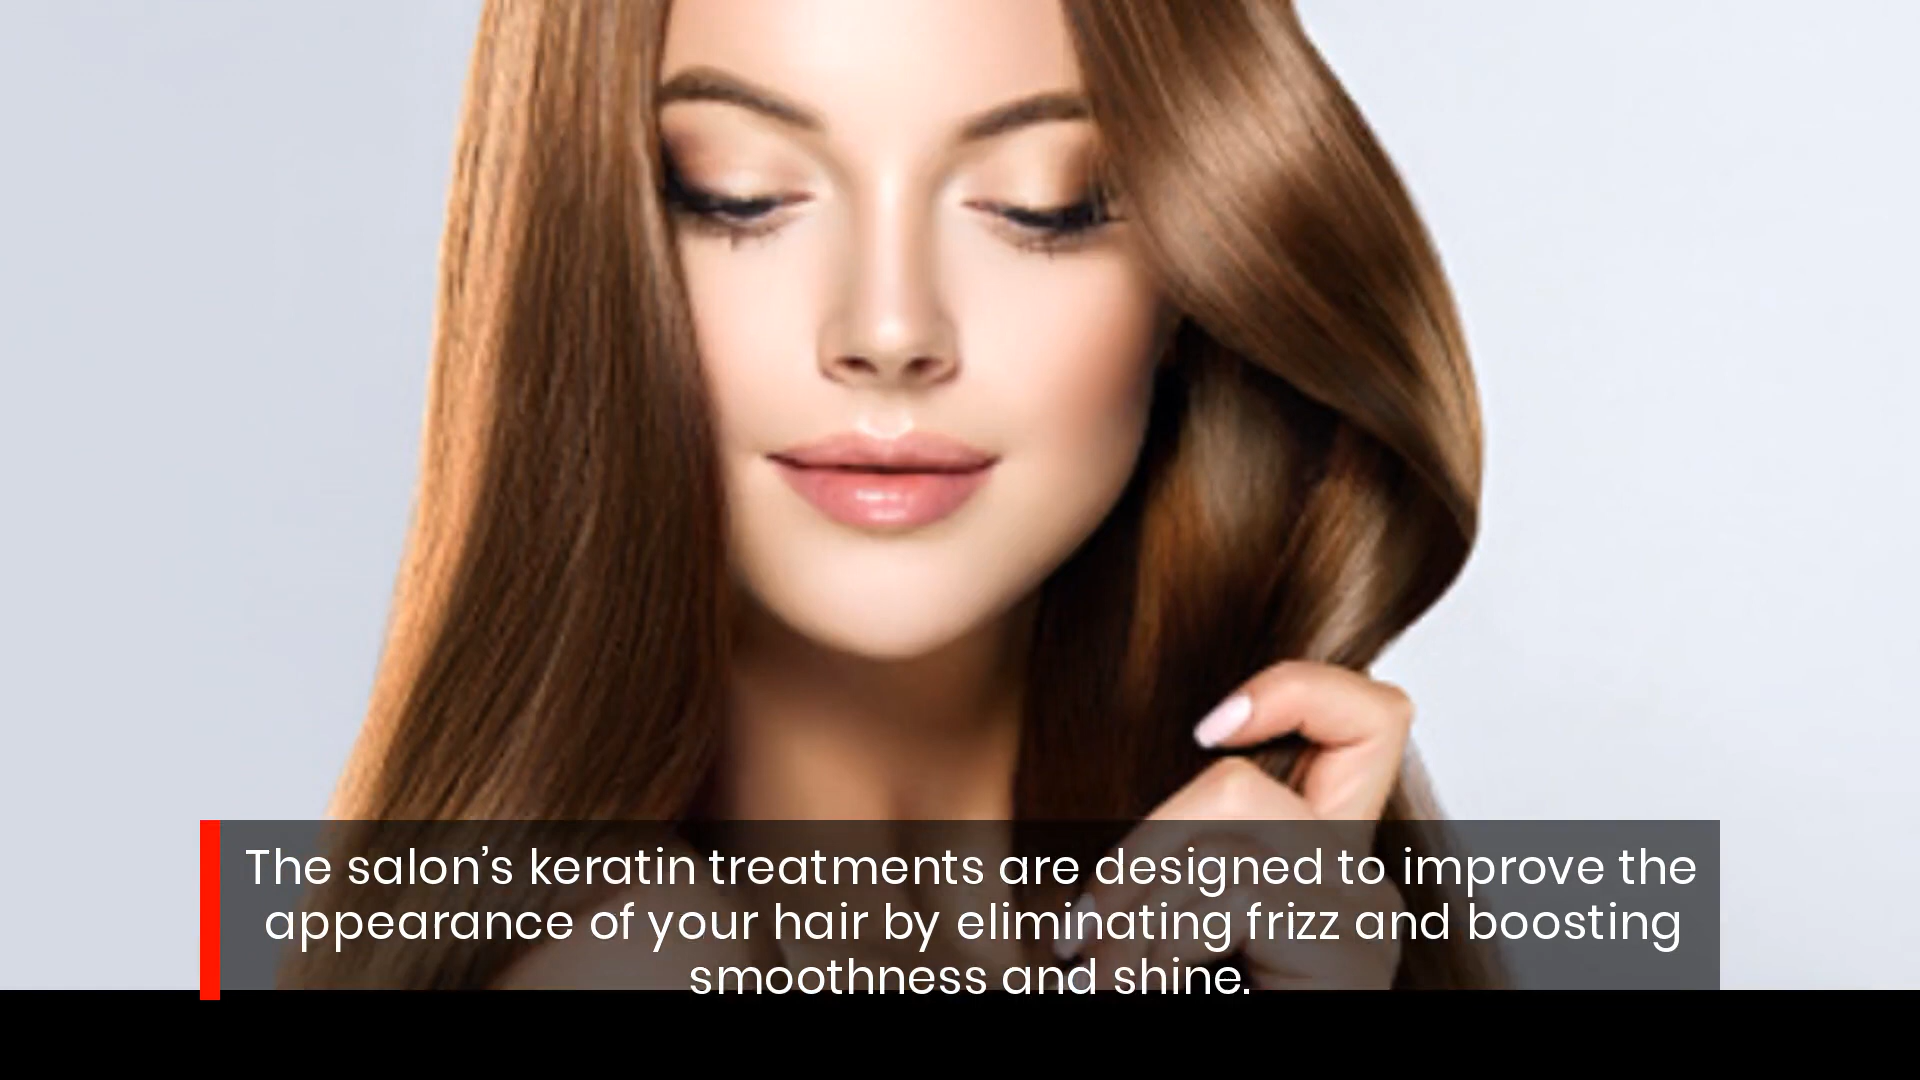 The salon’s keratin treatments are designed to improve the
appearance of your hair by eliminating frizz and boosting
smoothness and shine.